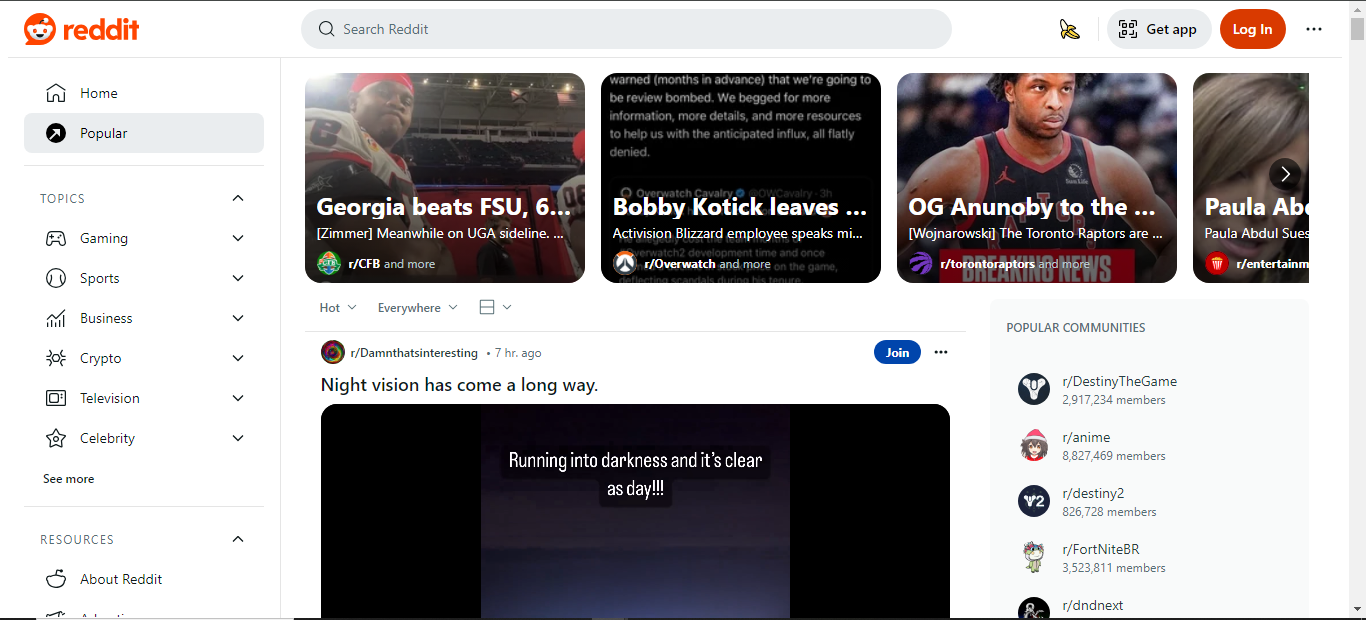 reddit
Search Reddit
Get app
Log In
Home
Popular
TOPICS
Gaming
Sports
Business
Crypto
Television
Celebrity
See more
RESOURCES
About Reddit
Georgia beats FSU, 6...
[Zimmer] Meanwhile on UGA sideline. ...
r/CFB and more
warned (months in advance) that we're going to
be review bombed. We begged for more
information, more details, and more resources
to help us with the anticipated influx, all flatly
denied.
Overwatch Cavalry @OWCavalry · 3h
Bobby Kotick leaves ...
Activision Blizzard employee speaks mi...
r/Overwatch and more
OG Anunoby to the ...
[Wojnarowski] The Toronto Raptors are ...
r/torontoraptors and more
BREAKING NEWS
Paula Abd
Paula Abdul Sues
r/entertainm
Hot
Everywhere
r/Damnthatsinteresting • 7 hr. ago
Join
Night vision has come a long way.
Running into darkness and it's clear
as day!!!
POPULAR COMMUNITIES
r/DestinyTheGame
2,917,234 members
r/anime
8,827,469 members
r/destiny2
826,728 members
r/FortNiteBR
3,523,811 members
r/dndnext